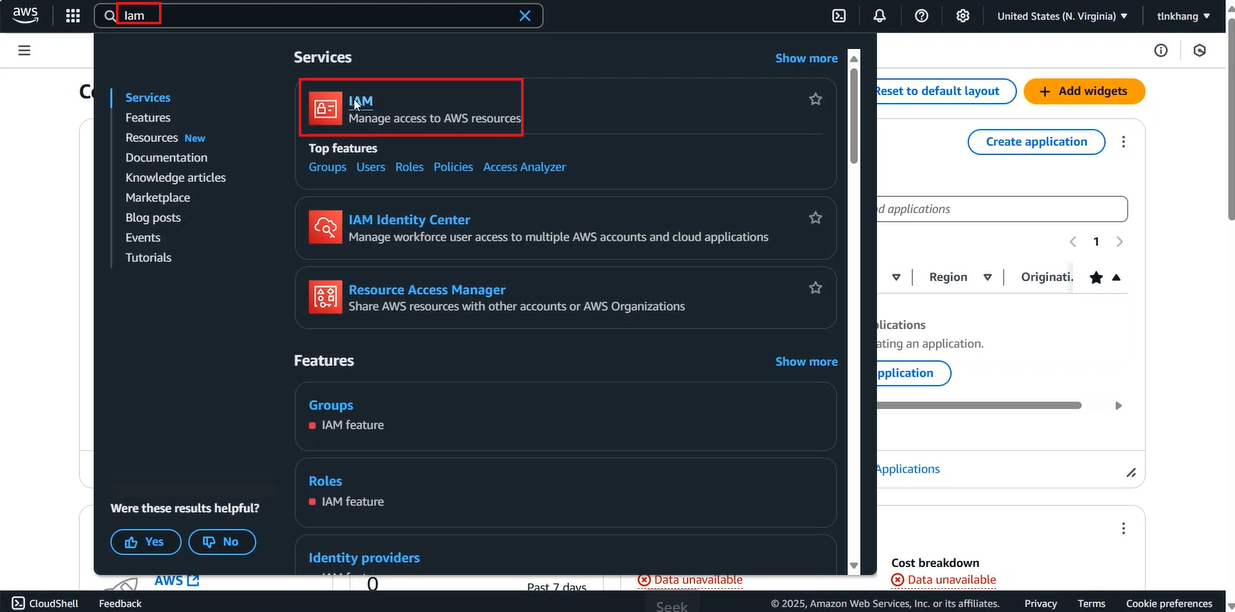 aws
Iam
United States (N. Virginia)
tlnkhang
Reset to default layout
+ Add widgets
Create application
nd applications
1
Region
Originati.
plications
ating an application.
pplication
Applications
Services
Features
Resources New
Documentation
Knowledge articles
Marketplace
Blog posts
Events
Tutorials
Services
Show more
IAM
Manage access to AWS resources
Top features
Groups Users Roles Policies Access Analyzer
IAM Identity Center
Manage workforce user access to multiple AWS accounts and cloud applications
Resource Access Manager
Share AWS resources with other accounts or AWS Organizations
Features
Show more
Groups
IAM feature
Roles
IAM feature
Identity providers
Were these results helpful?
Yes
No
AWS
0
Past 7 days
Data unavailable
Cost breakdown
Data unavailable
CloudShell
Feedback
Seek
© 2025, Amazon Web Services, Inc. or its affiliates.
Privacy
Terms
Cookie preferences